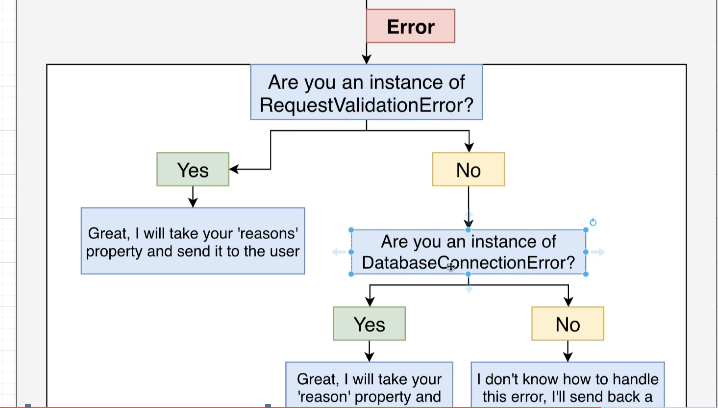 Error
Are you an instance of
RequestValidationError?
Yes
No
Great, I will take your 'reasons'
property and send it to the user
Are you an instance of
DatabaseConnectionError?
Yes
No
Great, I will take your
'reason' property and
I don't know how to handle
this error, I'll send back a